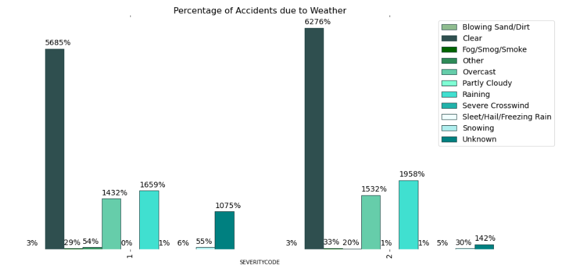 Percentage of Accidents due to Weather
6276%
5685%
Blowing Sand/Dirt
Clear
Fog/Smog/Smoke
Other
Overcast
Partly Cloudy
Raining
Severe Crosswind
Sleet/Hail/Freezing Rain
Snowing
Unknown
3% 29% 54% 1432% 0% 1659% 1% 6% 55% 1075%
3% 33% 20% 1532% 1% 1958% 1% 5% 30% 142%
1 2
SEVERITYCODE